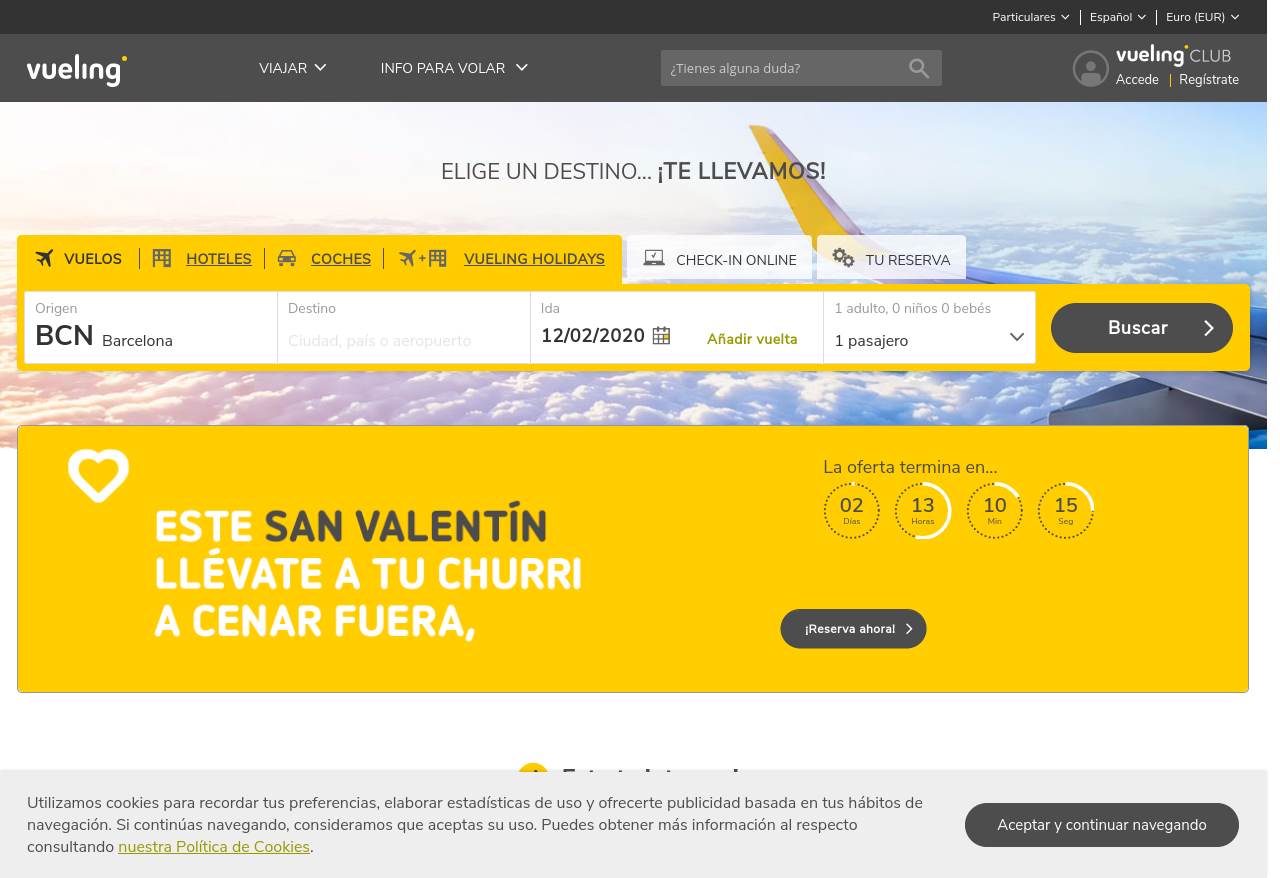 Particulares
Español
Euro (EUR)
vueling
VIAJAR
INFO PARA VOLAR
¿Tienes alguna duda?
vueling CLUB
Accede
Regístrate
ELIGE UN DESTINO... ¡TE LLEVAMOS!
VUELOS
HOTELES
COCHES
+
VUELING HOLIDAYS
CHECK-IN ONLINE
TU RESERVA
Origen
BCN Barcelona
Destino
Ciudad, país o aeropuerto
Ida
12/02/2020
Añadir vuelta
1 adulto, 0 niños 0 bebés
1 pasajero
Buscar
ESTE SAN VALENTÍN
LLÉVATE A TU CHURRI
A CENAR FUERA,
La oferta termina en...
02
Días
13
Horas
10
Min
15
Seg
¡Reserva ahora!
Utilizamos cookies para recordar tus preferencias, elaborar estadísticas de uso y ofrecerte publicidad basada en tus hábitos de
navegación. Si continúas navegando, consideramos que aceptas su uso. Puedes obtener más información al respecto
consultando nuestra Política de Cookies.
Aceptar y continuar navegando